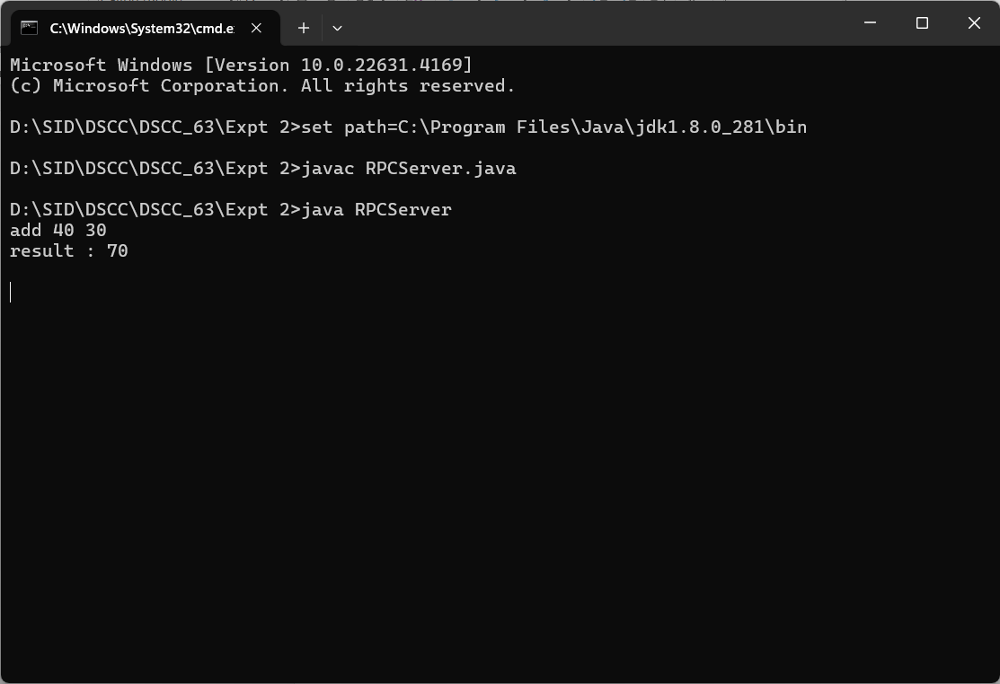 C:\Windows\System32\cmd.e
Microsoft Windows [Version 10.0.22631.4169]
(c) Microsoft Corporation. All rights reserved.
D:\SID\DSCC\DSCC_63\Expt 2>set path=C:\Program Files\Java\jdk1.8.0_281\bin
D:\SID\DSCC\DSCC_63\Expt 2>javac RPCServer.java
D:\SID\DSCC\DSCC_63\Expt 2>java RPCServer
add 40 30
result : 70